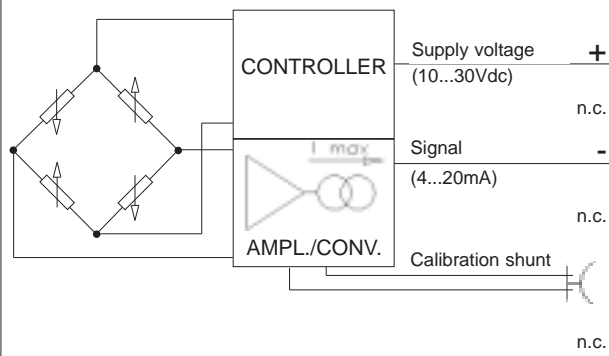 CONTROLLER
Supply voltage +
(10...30Vdc)
n.c.
I max
Signal -
(4...20mA)
n.c.
AMPL./CONV.
Calibration shunt
n.c.